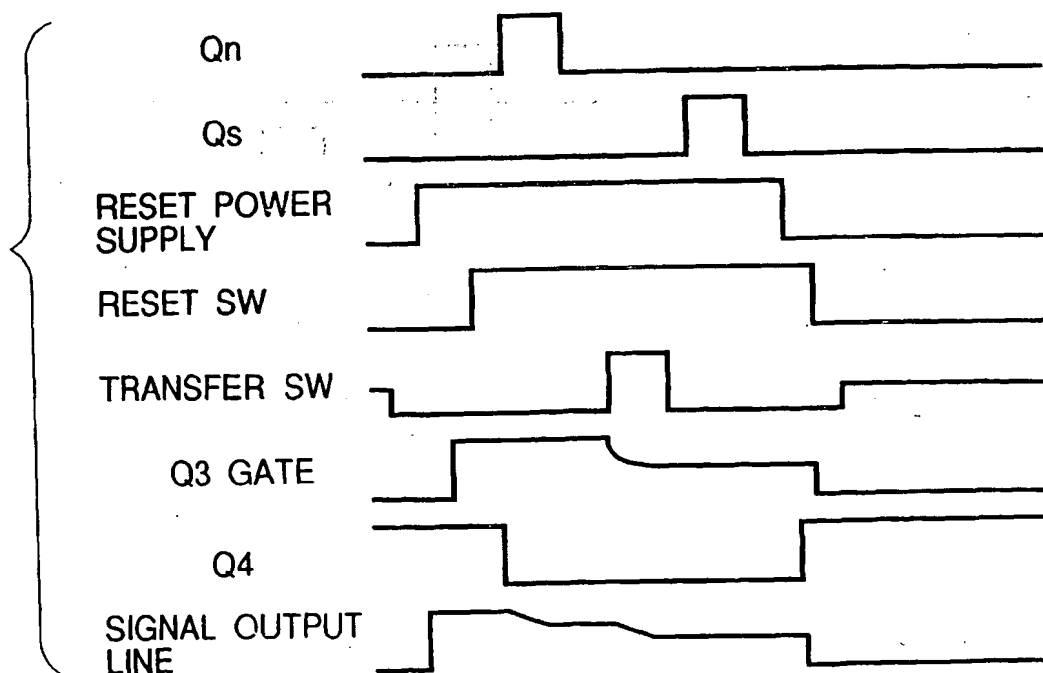 Qn
Qs
RESET POWER
SUPPLY
RESET SW
TRANSFER SW
Q3 GATE
Q4
SIGNAL OUTPUT
LINE